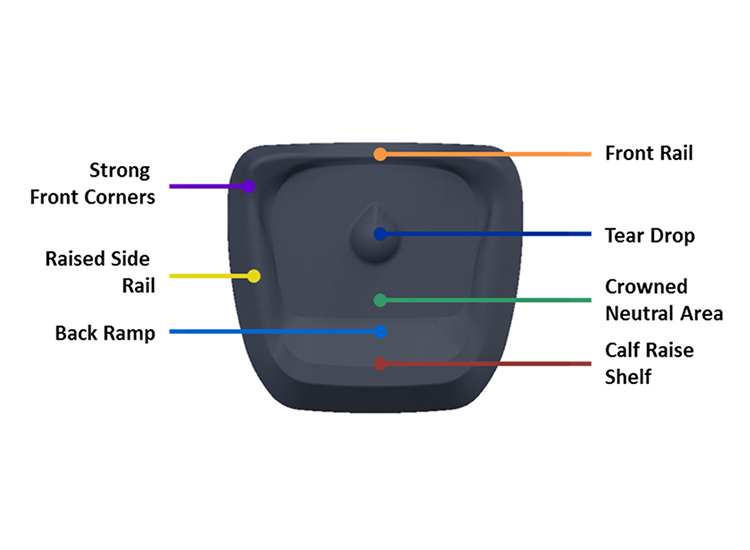 Strong
Front Corners
Raised Side
Rail
Back Ramp
Front Rail
Tear Drop
Crowned
Neutral Area
Calf Raise
Shelf